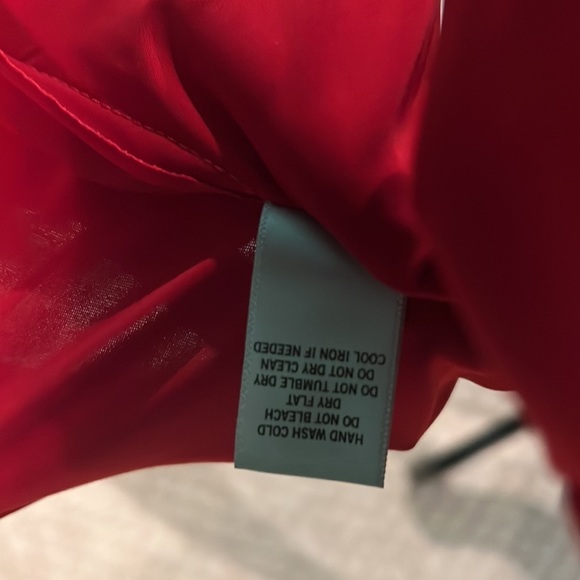 HAND WASH COLD
DO NOT BLEACH
DRY FLAT
DO NOT TUMBLE DRY
DO NOT DRY CLEAN
COOL IRON IF NEEDED